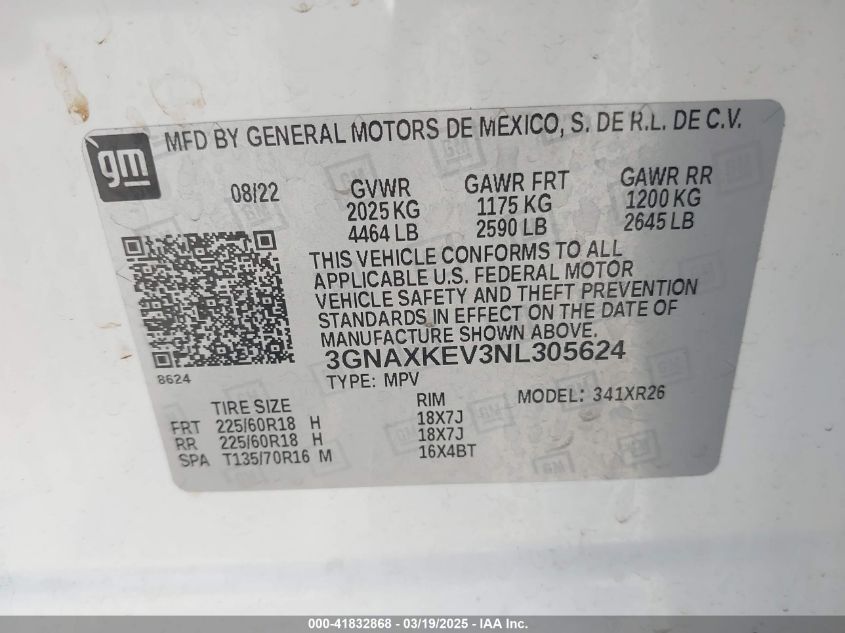 gm
MFD BY GENERAL MOTORS DE MEXICO, S. DE R.L. DE C.V.
08/22
GVWR
2025 KG
4464 LB
GAWR FRT
1175 KG
2590 LB
GAWR RR
1200 KG
2645 LB
THIS VEHICLE CONFORMS TO ALL
APPLICABLE U.S. FEDERAL MOTOR
VEHICLE SAFETY AND THEFT PREVENTION
STANDARDS IN EFFECT ON THE DATE OF
MANUFACTURE SHOWN ABOVE.
3GNAXKEV3NL305624
8624
TYPE: MPV
MODEL: 341XR26
TIRE SIZE RIM
FRT 225/60R18 H 18X7J
RR 225/60R18 H 18X7J
SPA T135/70R16 M 16X4BT
000-41832868 - 03/19/2025 - IAA Inc.